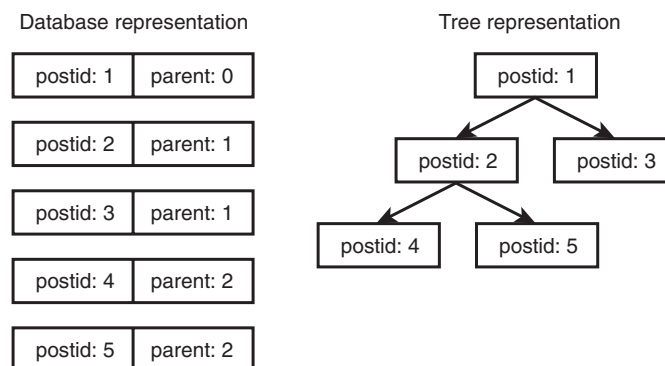 Database representation
postid: 1 parent: 0
postid: 2 parent: 1
postid: 3 parent: 1
postid: 4 parent: 2
postid: 5 parent: 2
Tree representation
postid: 1
postid: 2 postid: 3
postid: 4 postid: 5